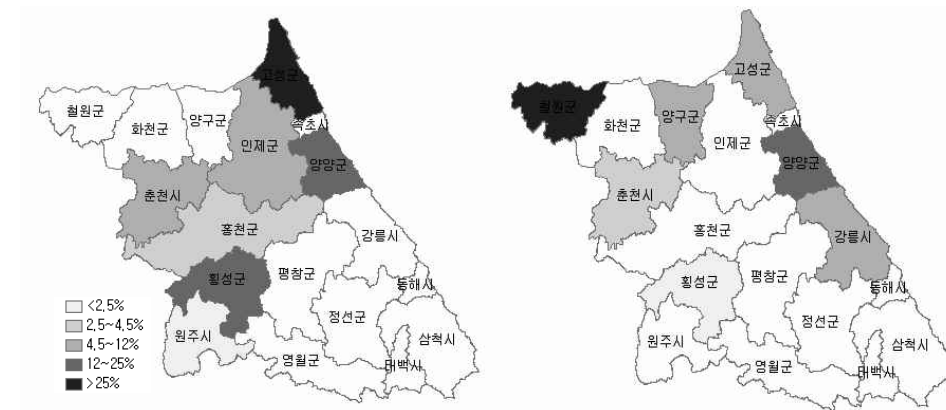 고성군
철원군
화천군
양구군
속초시
인제군
양양군
춘천시
홍천군
강릉시
횡성군
평창군
동해시
정선군
원주시
삼척시
영월군
태백시
<2,5%
2,5~4,5%
4,5~12%
12~25%
>25%
고성군
철원군
화천군
양구군
속초시
인제군
양양군
춘천시
홍천군
강릉시
횡성군
평창군
동해시
정선군
원주시
삼척시
영월군
태백시